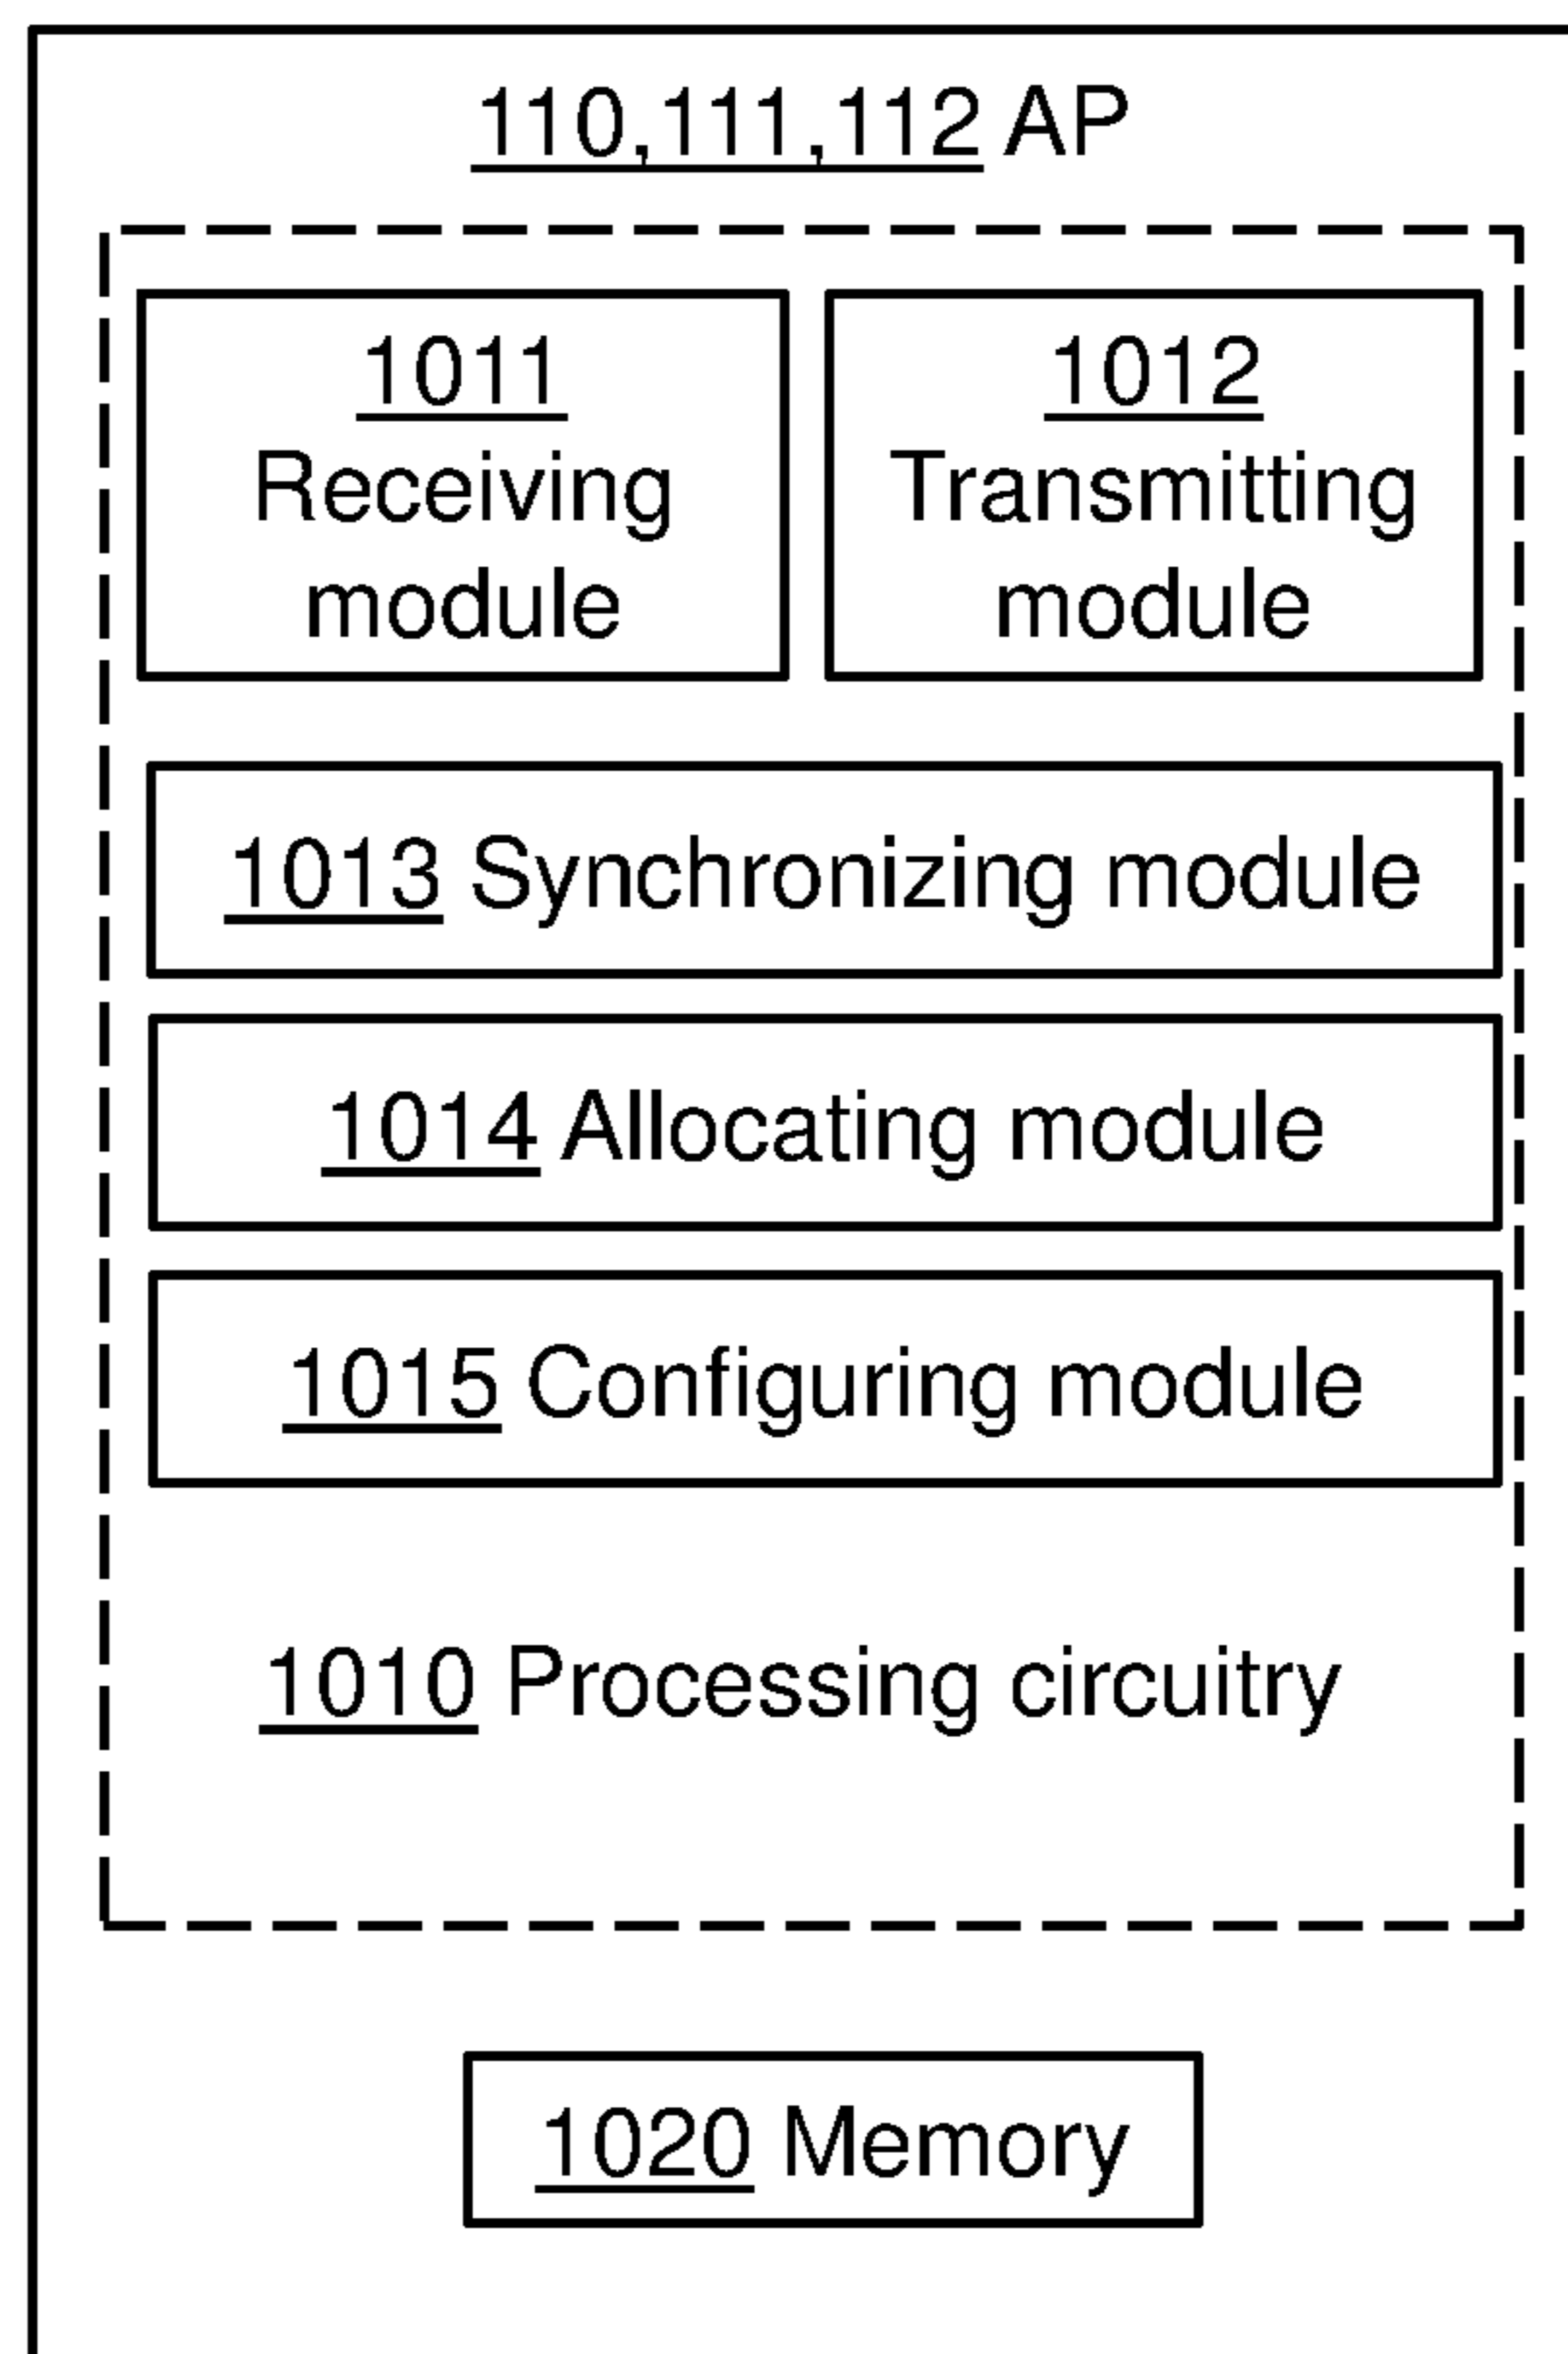 110,111,112 AP
1011
Receiving
module
1012
Transmitting
module
1013 Synchronizing module
1014 Allocating module
1015 Configuring module
1010 Processing circuitry
1020 Memory